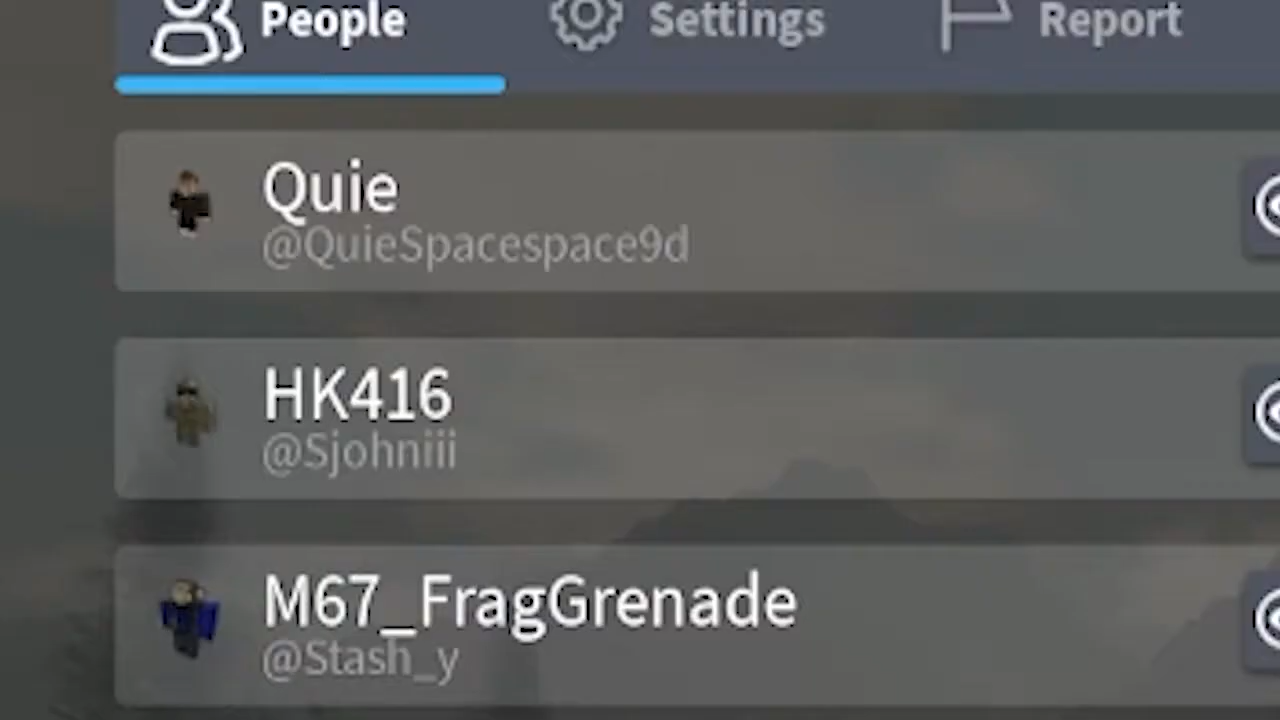 People Settings Report
Quie
@QuieSpacespace9d
HK416
@Sjohniii
M67_FragGrenade
@Stash_y